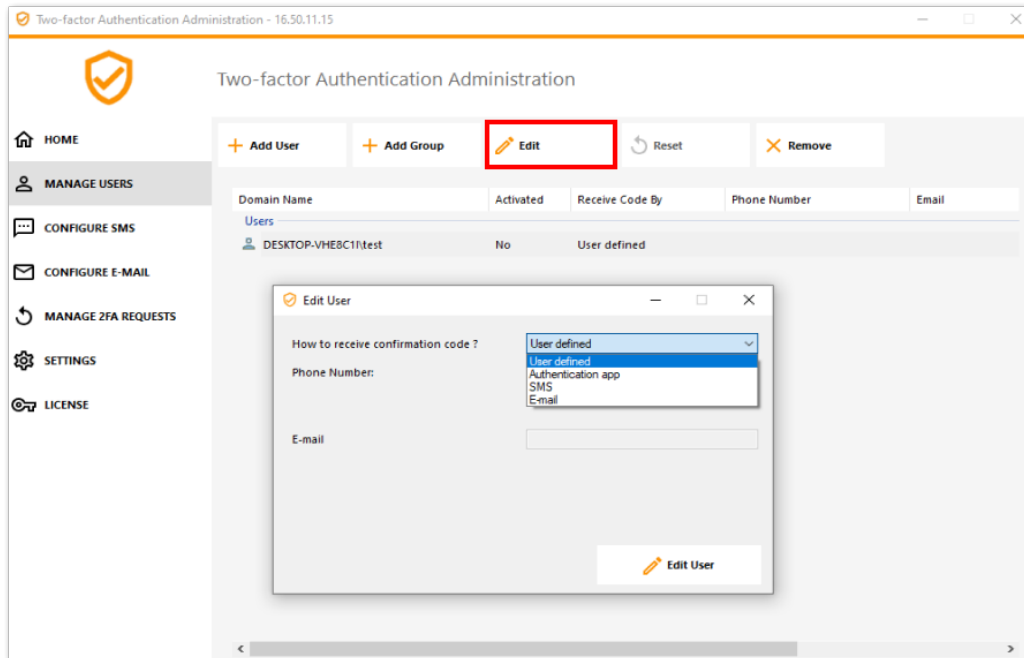 Two-factor Authentication Administration - 16.50.11.15
Two-factor Authentication Administration
HOME
MANAGE USERS
CONFIGURE SMS
CONFIGURE E-MAIL
MANAGE 2FA REQUESTS
SETTINGS
LICENSE
Add User Add Group Edit Reset Remove
Domain Name Activated Receive Code By Phone Number Email
Users
DESKTOP-VHE8C1I\test No User defined
Edit User
How to receive confirmation code ? User defined
User defined
Authentication app
SMS
E-mail
Phone Number:
E-mail
Edit User